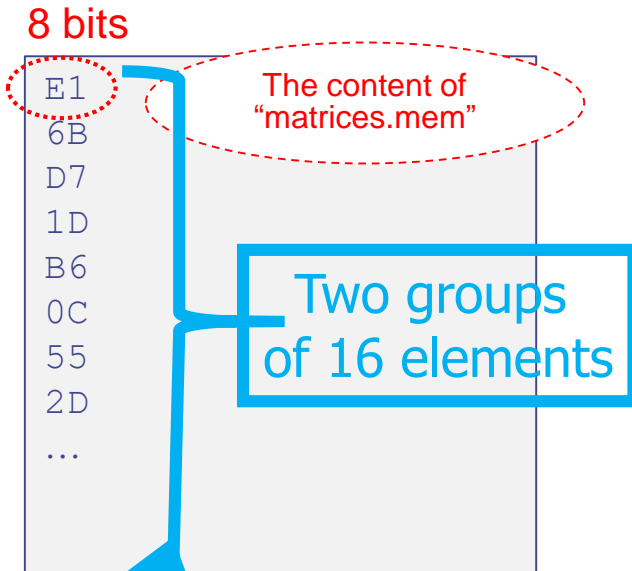 8 bits
E1
The content of
“matrices.mem”
6B
D7
1D
B6
0C
55
2D
...
Two groups
of 16 elements